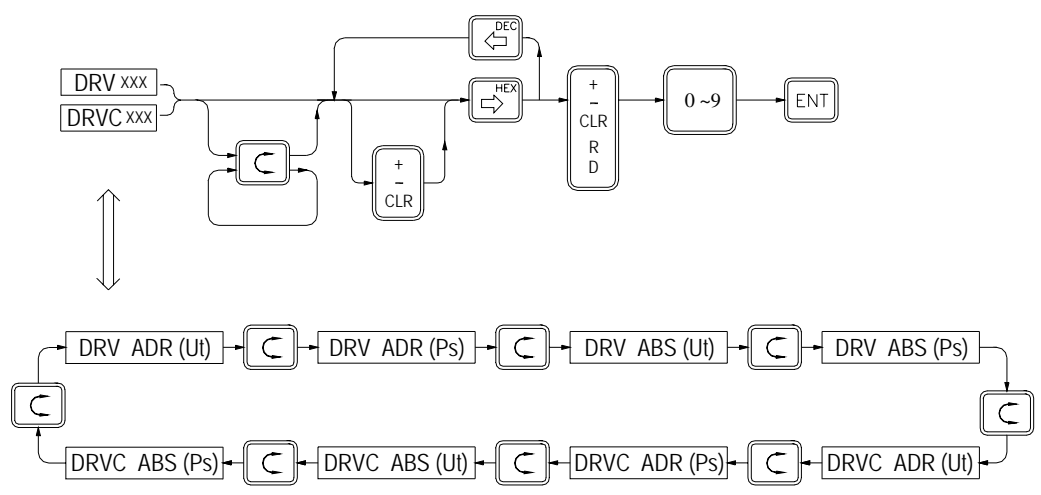 DEC
DRV xxx
HEX
DRVC xxx
+
–
CLR
R
D
0 ~9
ENT
+
–
CLR
DRV ADR (Ut)
DRV ADR (Ps)
DRV ABS (Ut)
DRV ABS (Ps)
DRVC ABS (Ps)
DRVC ABS (Ut)
DRVC ADR (Ps)
DRVC ADR (Ut)